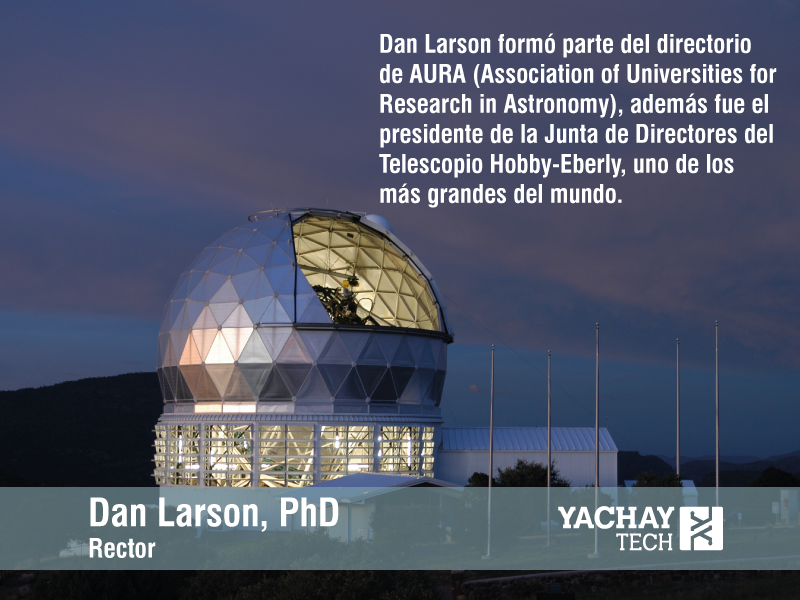 Dan Larson formó parte del directorio
de AURA (Association of Universities for
Research in Astronomy), además fue el
presidente de la Junta de Directores del
Telescopio Hobby-Eberly, uno de los
más grandes del mundo.
Dan Larson, PhD
Rector
YACHAY
TECH